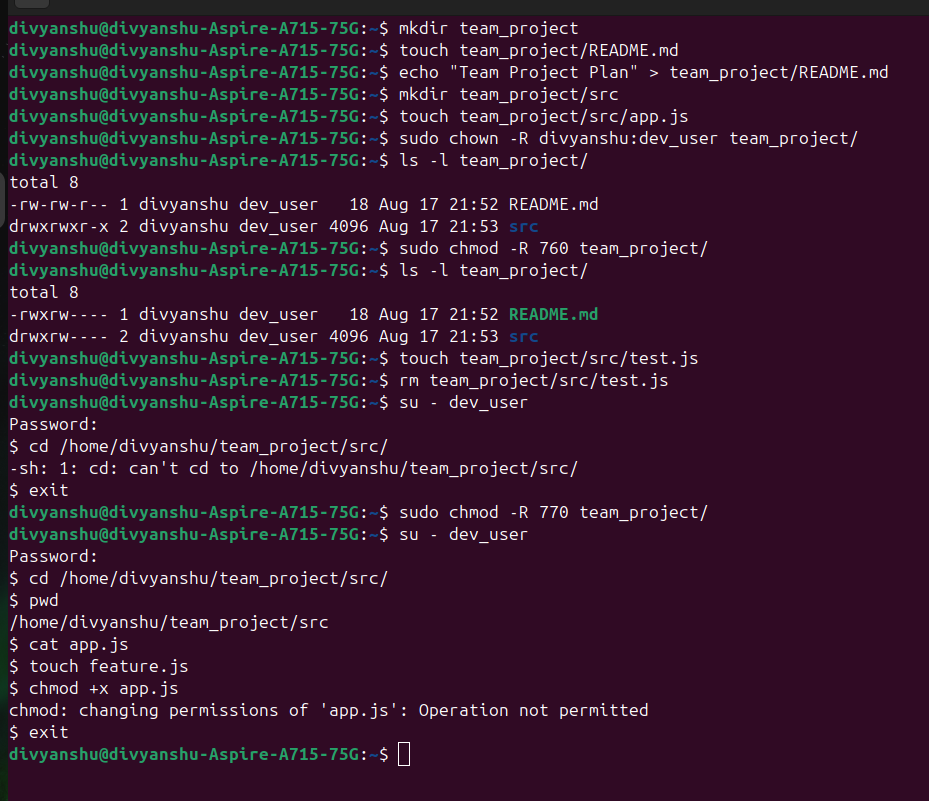 divyanshu@divyanshu-Aspire-A715-75G:~$ mkdir team_project
divyanshu@divyanshu-Aspire-A715-75G:~$ touch team_project/README.md
divyanshu@divyanshu-Aspire-A715-75G:~$ echo "Team Project Plan" > team_project/README.md
divyanshu@divyanshu-Aspire-A715-75G:~$ mkdir team_project/src
divyanshu@divyanshu-Aspire-A715-75G:~$ touch team_project/src/app.js
divyanshu@divyanshu-Aspire-A715-75G:~$ sudo chown -R divyanshu:dev_user team_project/
divyanshu@divyanshu-Aspire-A715-75G:~$ ls -l team_project/
total 8
-rw-rw-r-- 1 divyanshu dev_user   18 Aug 17 21:52 README.md
drwxrwxr-x 2 divyanshu dev_user 4096 Aug 17 21:53 src
divyanshu@divyanshu-Aspire-A715-75G:~$ sudo chmod -R 760 team_project/
divyanshu@divyanshu-Aspire-A715-75G:~$ ls -l team_project/
total 8
-rwxrw---- 1 divyanshu dev_user   18 Aug 17 21:52 README.md
drwxrw---- 2 divyanshu dev_user 4096 Aug 17 21:53 src
divyanshu@divyanshu-Aspire-A715-75G:~$ touch team_project/src/test.js
divyanshu@divyanshu-Aspire-A715-75G:~$ rm team_project/src/test.js
divyanshu@divyanshu-Aspire-A715-75G:~$ su - dev_user
Password:
$ cd /home/divyanshu/team_project/src/
-sh: 1: cd: can't cd to /home/divyanshu/team_project/src/
$ exit
divyanshu@divyanshu-Aspire-A715-75G:~$ sudo chmod -R 770 team_project/
divyanshu@divyanshu-Aspire-A715-75G:~$ su - dev_user
Password:
$ cd /home/divyanshu/team_project/src/
$ pwd
/home/divyanshu/team_project/src
$ cat app.js
$ touch feature.js
$ chmod +x app.js
chmod: changing permissions of 'app.js': Operation not permitted
$ exit
divyanshu@divyanshu-Aspire-A715-75G:~$